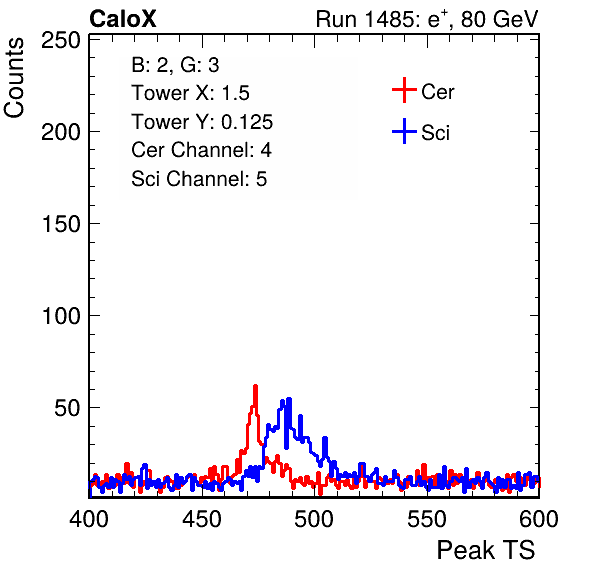 CaloX Run 1485: e⁺, 80 GeV
Counts
250
200
150
100
50
B: 2, G: 3
Tower X: 1.5
Tower Y: 0.125
Cer Channel: 4
Sci Channel: 5
Cer
Sci
400 450 500 550 600
Peak TS